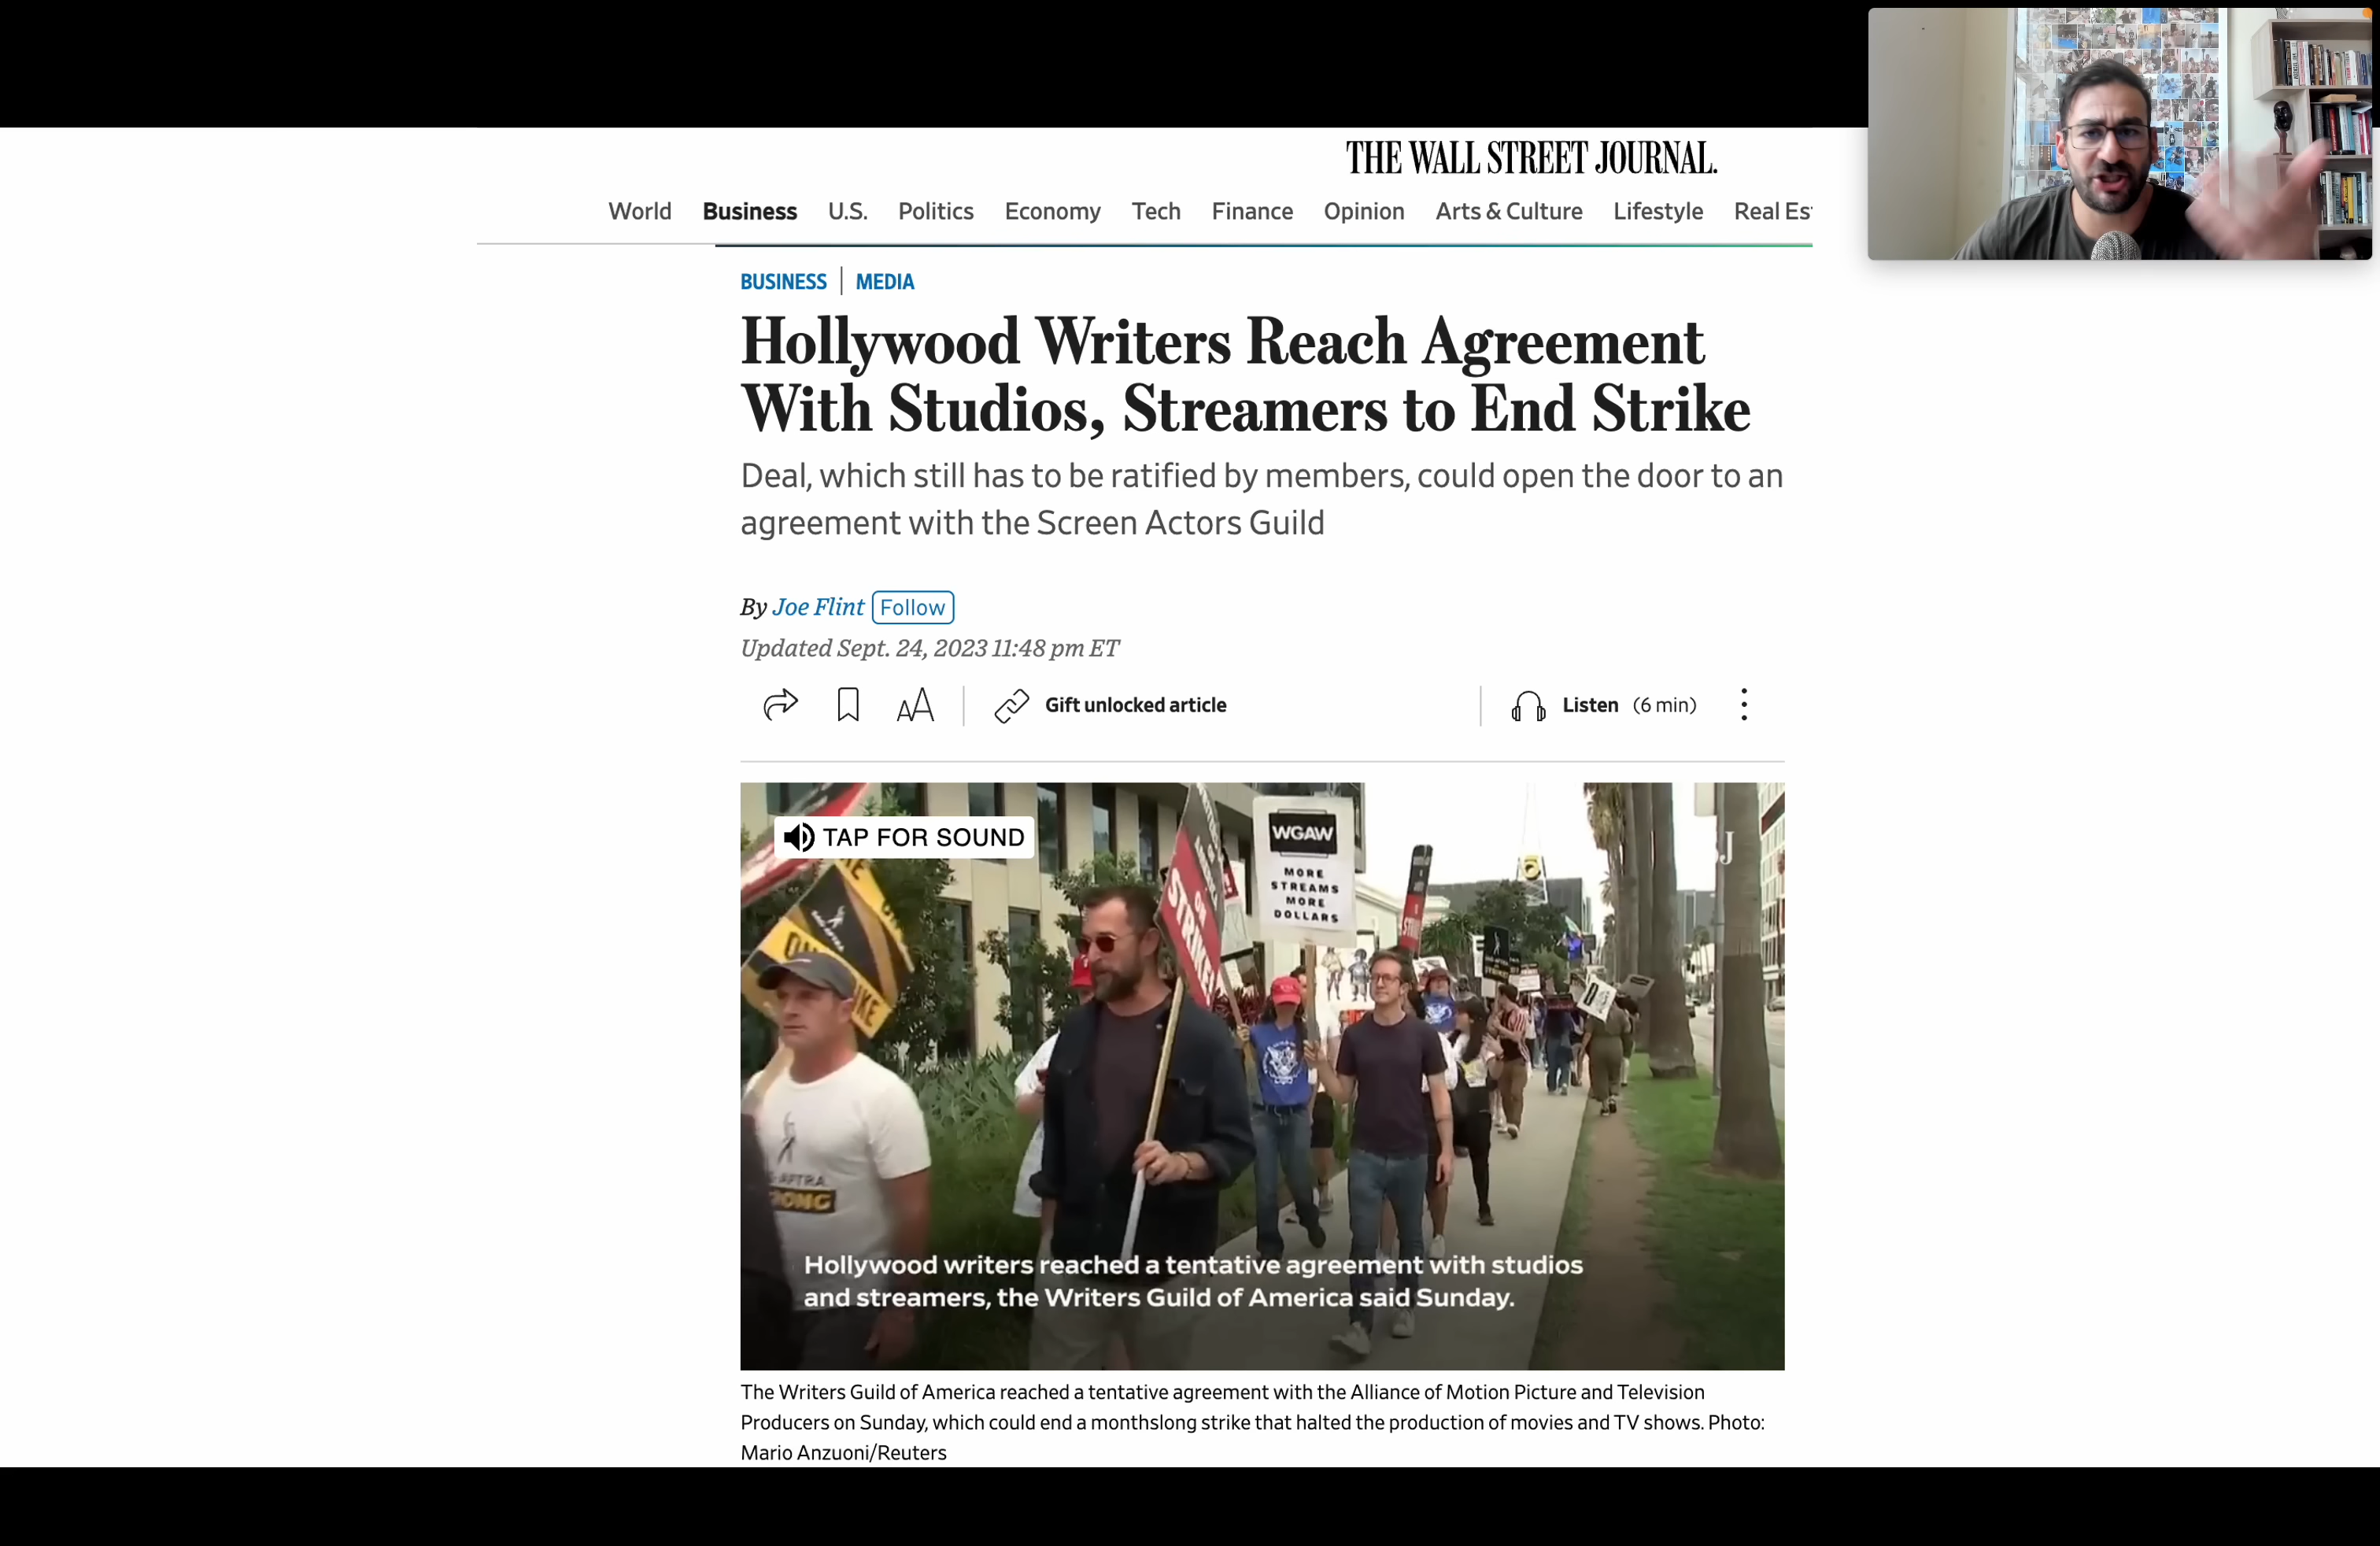 THE WALL STREET JOURNAL.
World Business U.S. Politics Economy Tech Finance Opinion Arts & Culture Lifestyle Real Es
BUSINESS MEDIA
Hollywood Writers Reach Agreement
With Studios, Streamers to End Strike
Deal, which still has to be ratified by members, could open the door to an
agreement with the Screen Actors Guild
By Joe Flint Follow
Updated Sept. 24, 2023 11:48 pm ET
AA Gift unlocked article Listen (6 min)
TAP FOR SOUND
WGAW
MORE
STREAMS
MORE
DOLLARS
ON
STRIKE!
Hollywood writers reached a tentative agreement with studios
and streamers, the Writers Guild of America said Sunday.
The Writers Guild of America reached a tentative agreement with the Alliance of Motion Picture and Television
Producers on Sunday, which could end a monthslong strike that halted the production of movies and TV shows. Photo:
Mario Anzuoni/Reuters